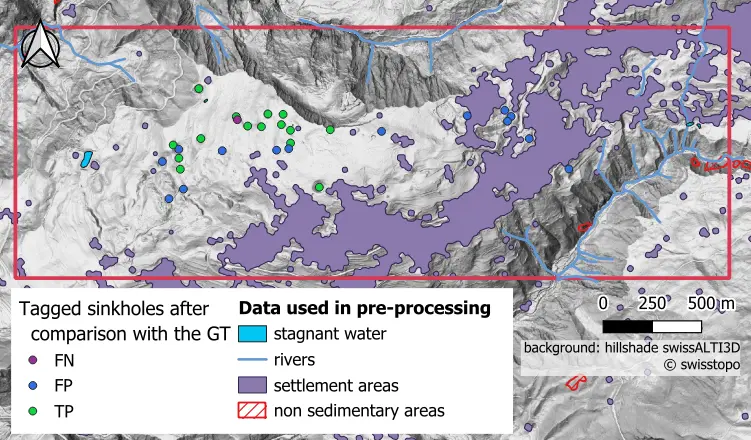 Tagged sinkholes after
comparison with the GT
FN
FP
TP
Data used in pre-processing
stagnant water
rivers
settlement areas
non sedimentary areas
0 250 500 m
background: hillshade swissALTI3D
© swisstopo